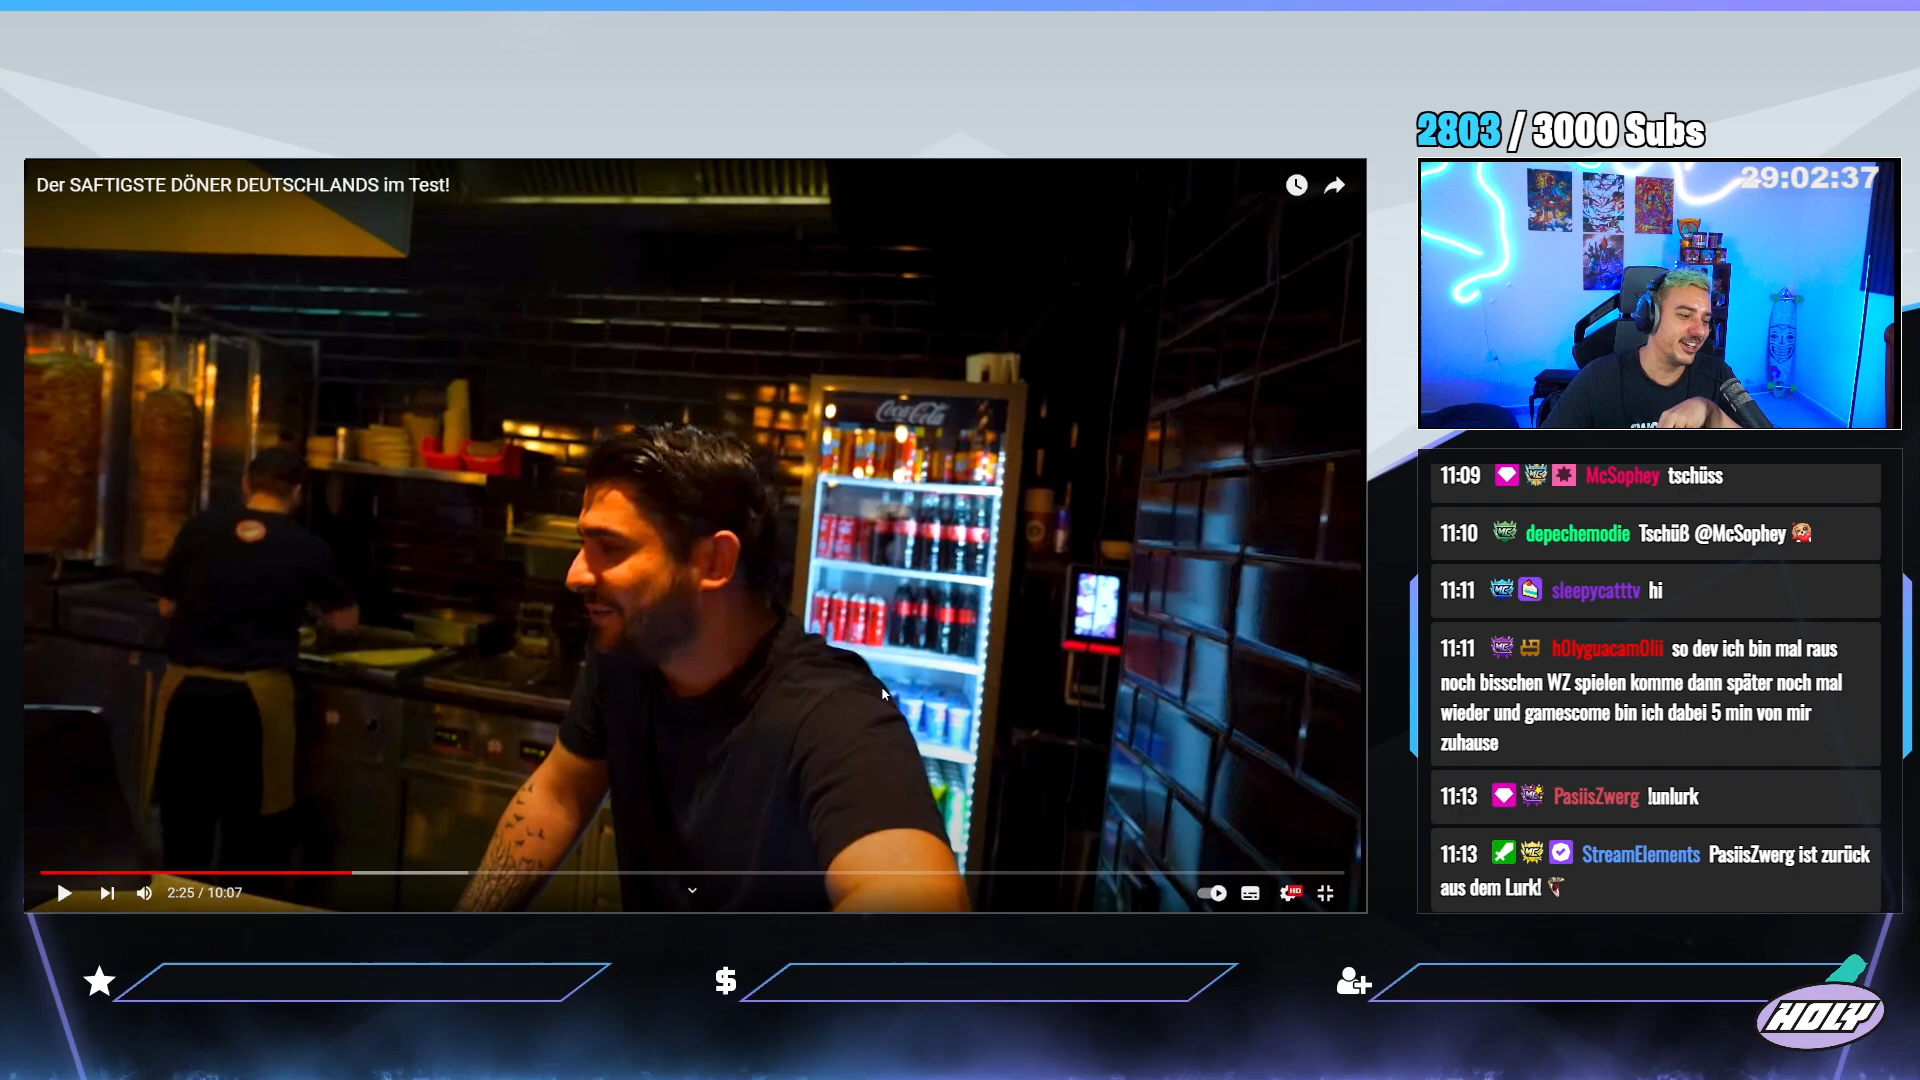 2803 / 3000 Subs
Der SAFTIGSTE DÖNER DEUTSCHLANDS im Test!
29:02:37
Coca-Cola
11:09 McSophey tschüss
11:10 depechemodie Tschüß @McSophey
11:11 sleepycatttv hi
11:11 h0lyguacam0lii so dev ich bin mal raus
noch bisschen WZ spielen komme dann später noch mal
wieder und gamescome bin ich dabei 5 min von mir
zuhause
11:13 PasiisZwerg !unlurk
11:13 StreamElements PasiisZwerg ist zurück
aus dem Lurk!
2:25 / 10:07
HD
$
HOLY